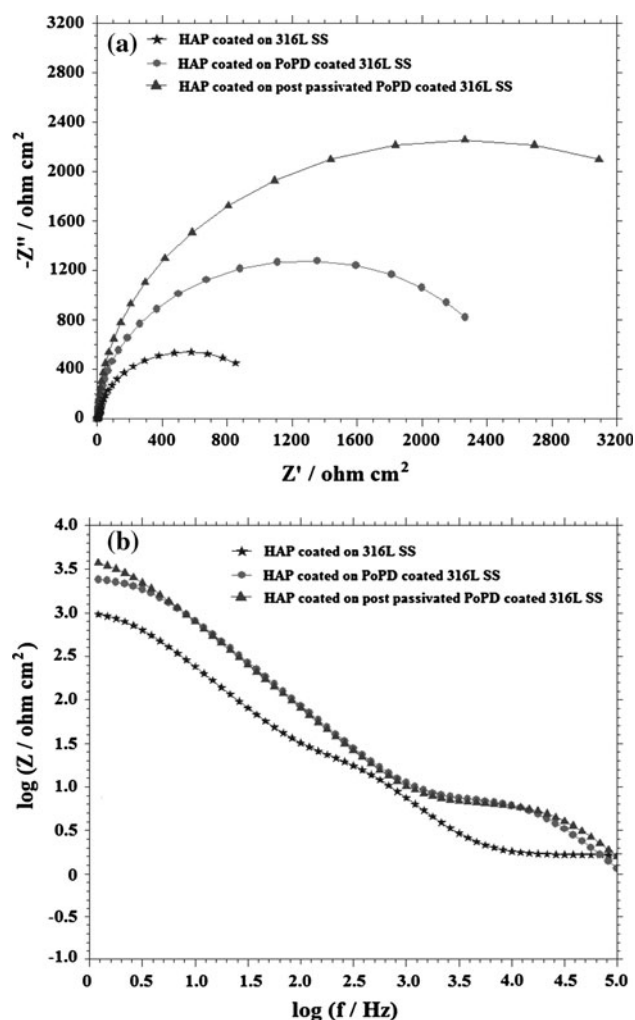 (a)
HAP coated on 316L SS
HAP coated on PoPD coated 316L SS
HAP coated on post passivated PoPD coated 316L SS
3200
2800
2400
2000
1600
1200
800
400
0
-Z" / ohm cm²
0 400 800 1200 1600 2000 2400 2800 3200
Z' / ohm cm²
(b)
HAP coated on 316L SS
HAP coated on PoPD coated 316L SS
HAP coated on post passivated PoPD coated 316L SS
4.0
3.5
3.0
2.5
2.0
1.5
1.0
0.5
0
-0.5
-1.0
log (Z / ohm cm²)
0 0.5 1.0 1.5 2.0 2.5 3.0 3.5 4.0 4.5 5.0
log (f / Hz)